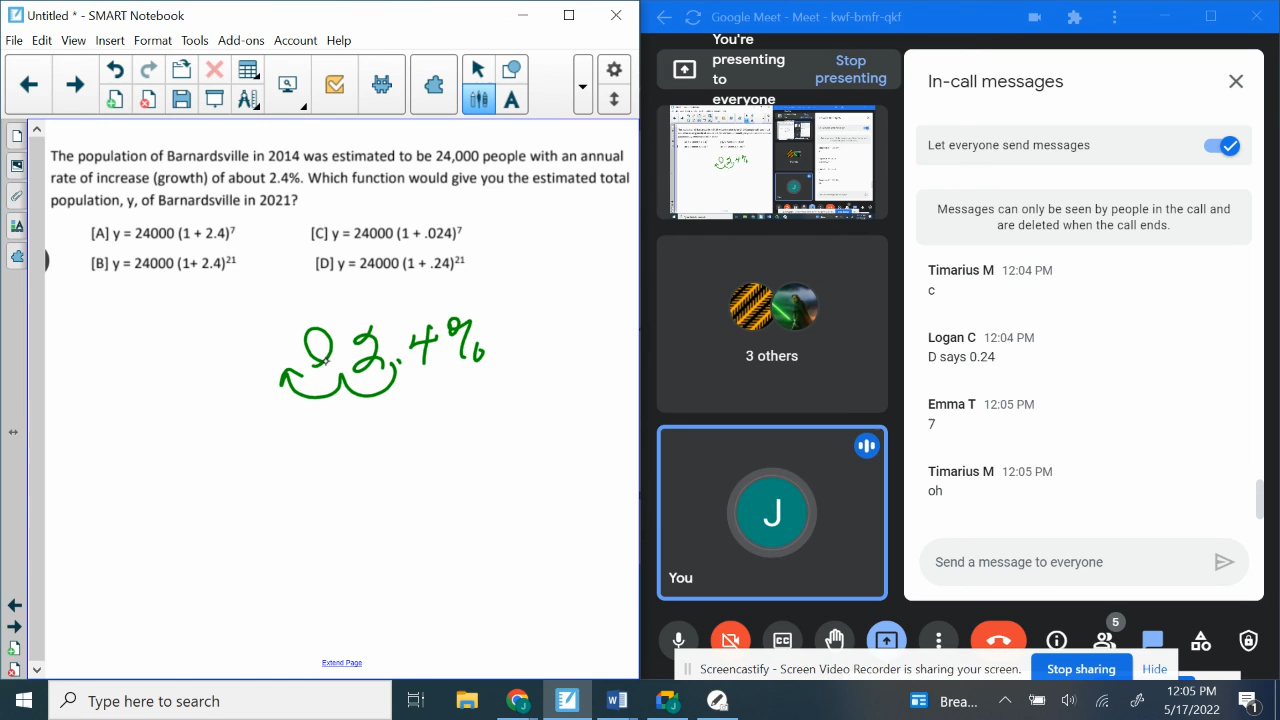 Untitled * - SMART Notebook
File Edit View Insert Format Tools Add-ons Account Help
The population of Barnardsville in 2014 was estimated to be 24,000 people with an annual
rate of increase (growth) of about 2.4%. Which function would give you the estimated total
population, y, of Barnardsville in 2021?
[A] y = 24000 (1 + 2.4)⁷ [C] y = 24000 (1 + .024)⁷
[B] y = 24000 (1+ 2.4)²¹ [D] y = 24000 (1 + .24)²¹
0 2.4%
Extend Page
Google Meet - Meet - kwf-bmfr-qkf
You're
presenting
to
everyone
Stop
presenting
3 others
J
You
In-call messages
Let everyone send messages
Messages can only be seen by people in the call and
are deleted when the call ends.
Timarius M 12:04 PM
c
Logan C 12:04 PM
D says 0.24
Emma T 12:05 PM
7
Timarius M 12:05 PM
oh
Send a message to everyone
5
Screencastify - Screen Video Recorder is sharing your screen. Stop sharing Hide
Type here to search
Brea...
12:05 PM
5/17/2022
1